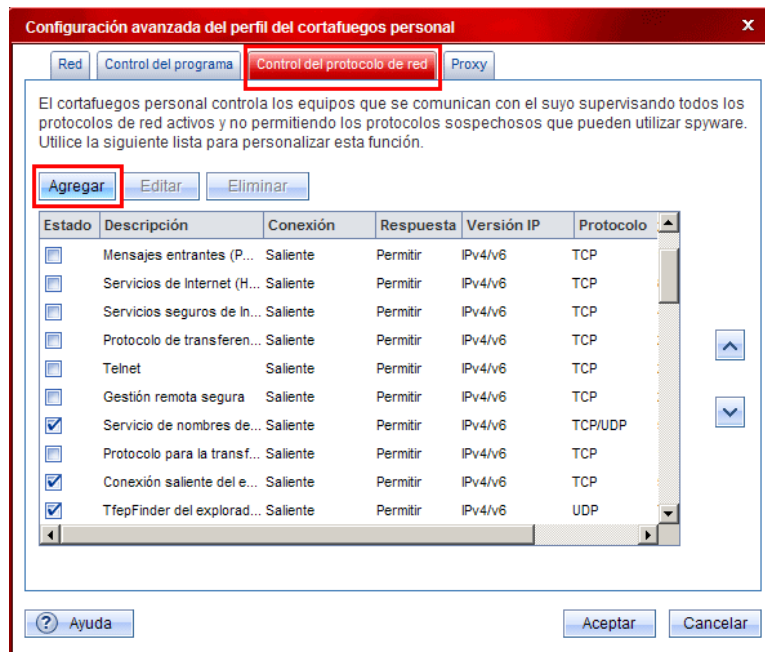 Configuración avanzada del perfil del cortafuegos personal x
Red Control del programa Control del protocolo de red Proxy
El cortafuegos personal controla los equipos que se comunican con el suyo supervisando todos los
protocolos de red activos y no permitiendo los protocolos sospechosos que pueden utilizar spyware.
Utilice la siguiente lista para personalizar esta función.
Agregar Editar Eliminar
Estado Descripción Conexión Respuesta Versión IP Protocolo
Mensajes entrantes (P... Saliente Permitir IPv4/v6 TCP
Servicios de Internet (H... Saliente Permitir IPv4/v6 TCP
Servicios seguros de In... Saliente Permitir IPv4/v6 TCP
Protocolo de transferen... Saliente Permitir IPv4/v6 TCP
Telnet Saliente Permitir IPv4/v6 TCP
Gestión remota segura Saliente Permitir IPv4/v6 TCP
Servicio de nombres de... Saliente Permitir IPv4/v6 TCP/UDP
Protocolo para la transf... Saliente Permitir IPv4/v6 TCP
Conexión saliente del e... Saliente Permitir IPv4/v6 TCP
TfepFinder del explorad... Saliente Permitir IPv4/v6 UDP
? Ayuda Aceptar Cancelar